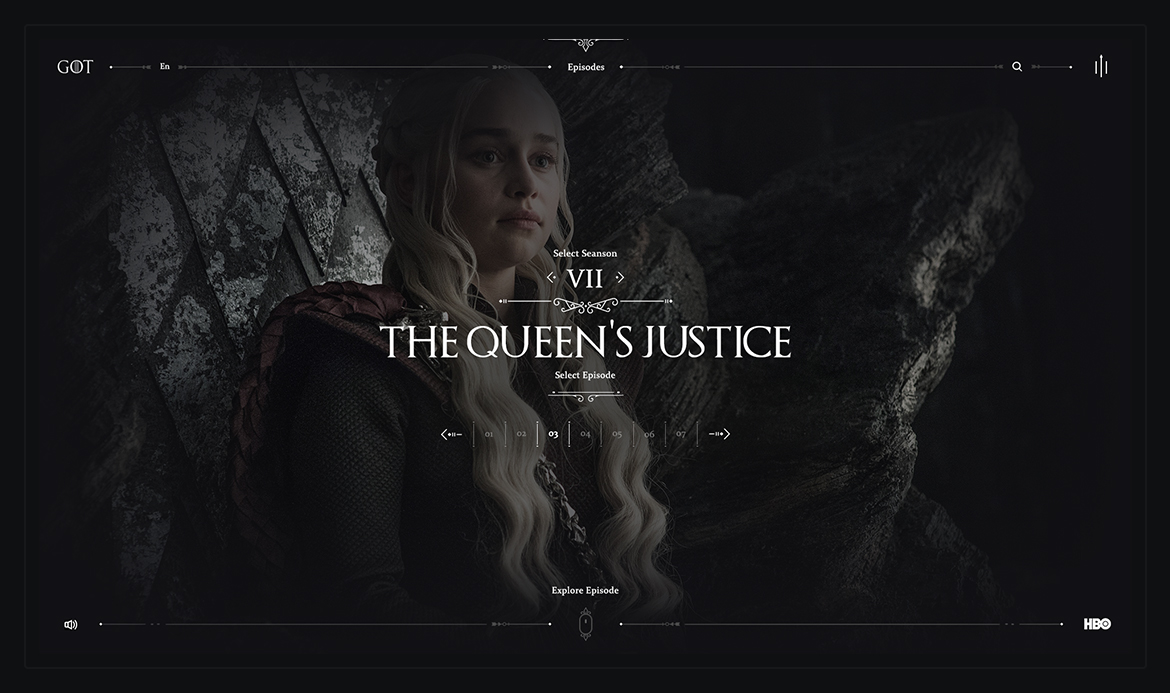 GOT
En
Episodes
Select Seanson
VII
THE QUEEN'S JUSTICE
Select Episode
01 02 03 04 05 06 07
Explore Episode
HBO